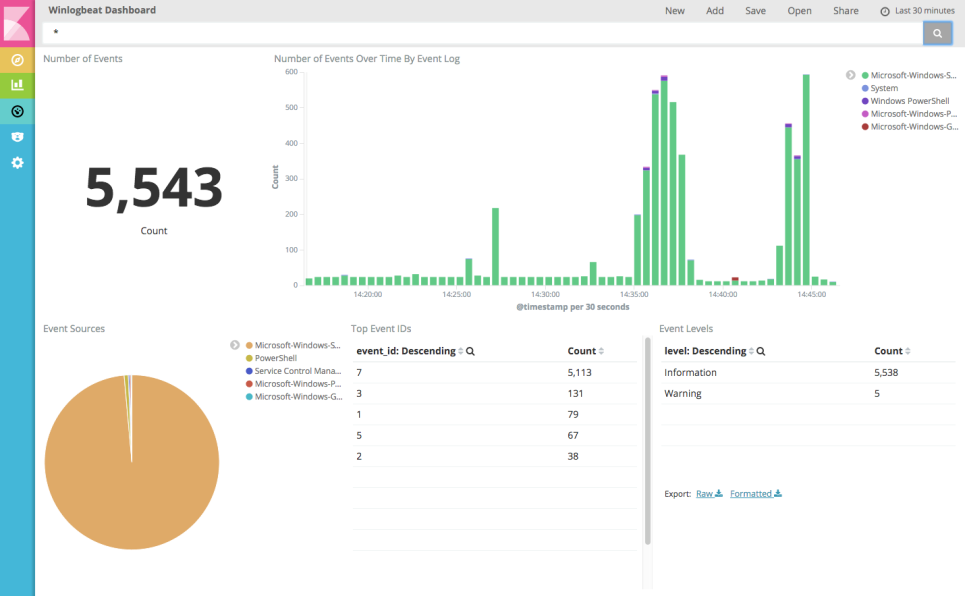 Winlogbeat Dashboard
New Add Save Open Share Last 30 minutes
*
Number of Events
5,543
Count
Number of Events Over Time By Event Log
600
500
400
300
200
100
0
Count
14:20:00 14:25:00 14:30:00 14:35:00 14:40:00 14:45:00
@timestamp per 30 seconds
Microsoft-Windows-S...
System
Windows PowerShell
Microsoft-Windows-P...
Microsoft-Windows-G...
Event Sources
Microsoft-Windows-S...
PowerShell
Service Control Mana...
Microsoft-Windows-P...
Microsoft-Windows-G...
Top Event IDs
event_id: Descending Count
7 5,113
3 131
1 79
5 67
2 38
Event Levels
level: Descending Count
Information 5,538
Warning 5
Export: Raw Formatted